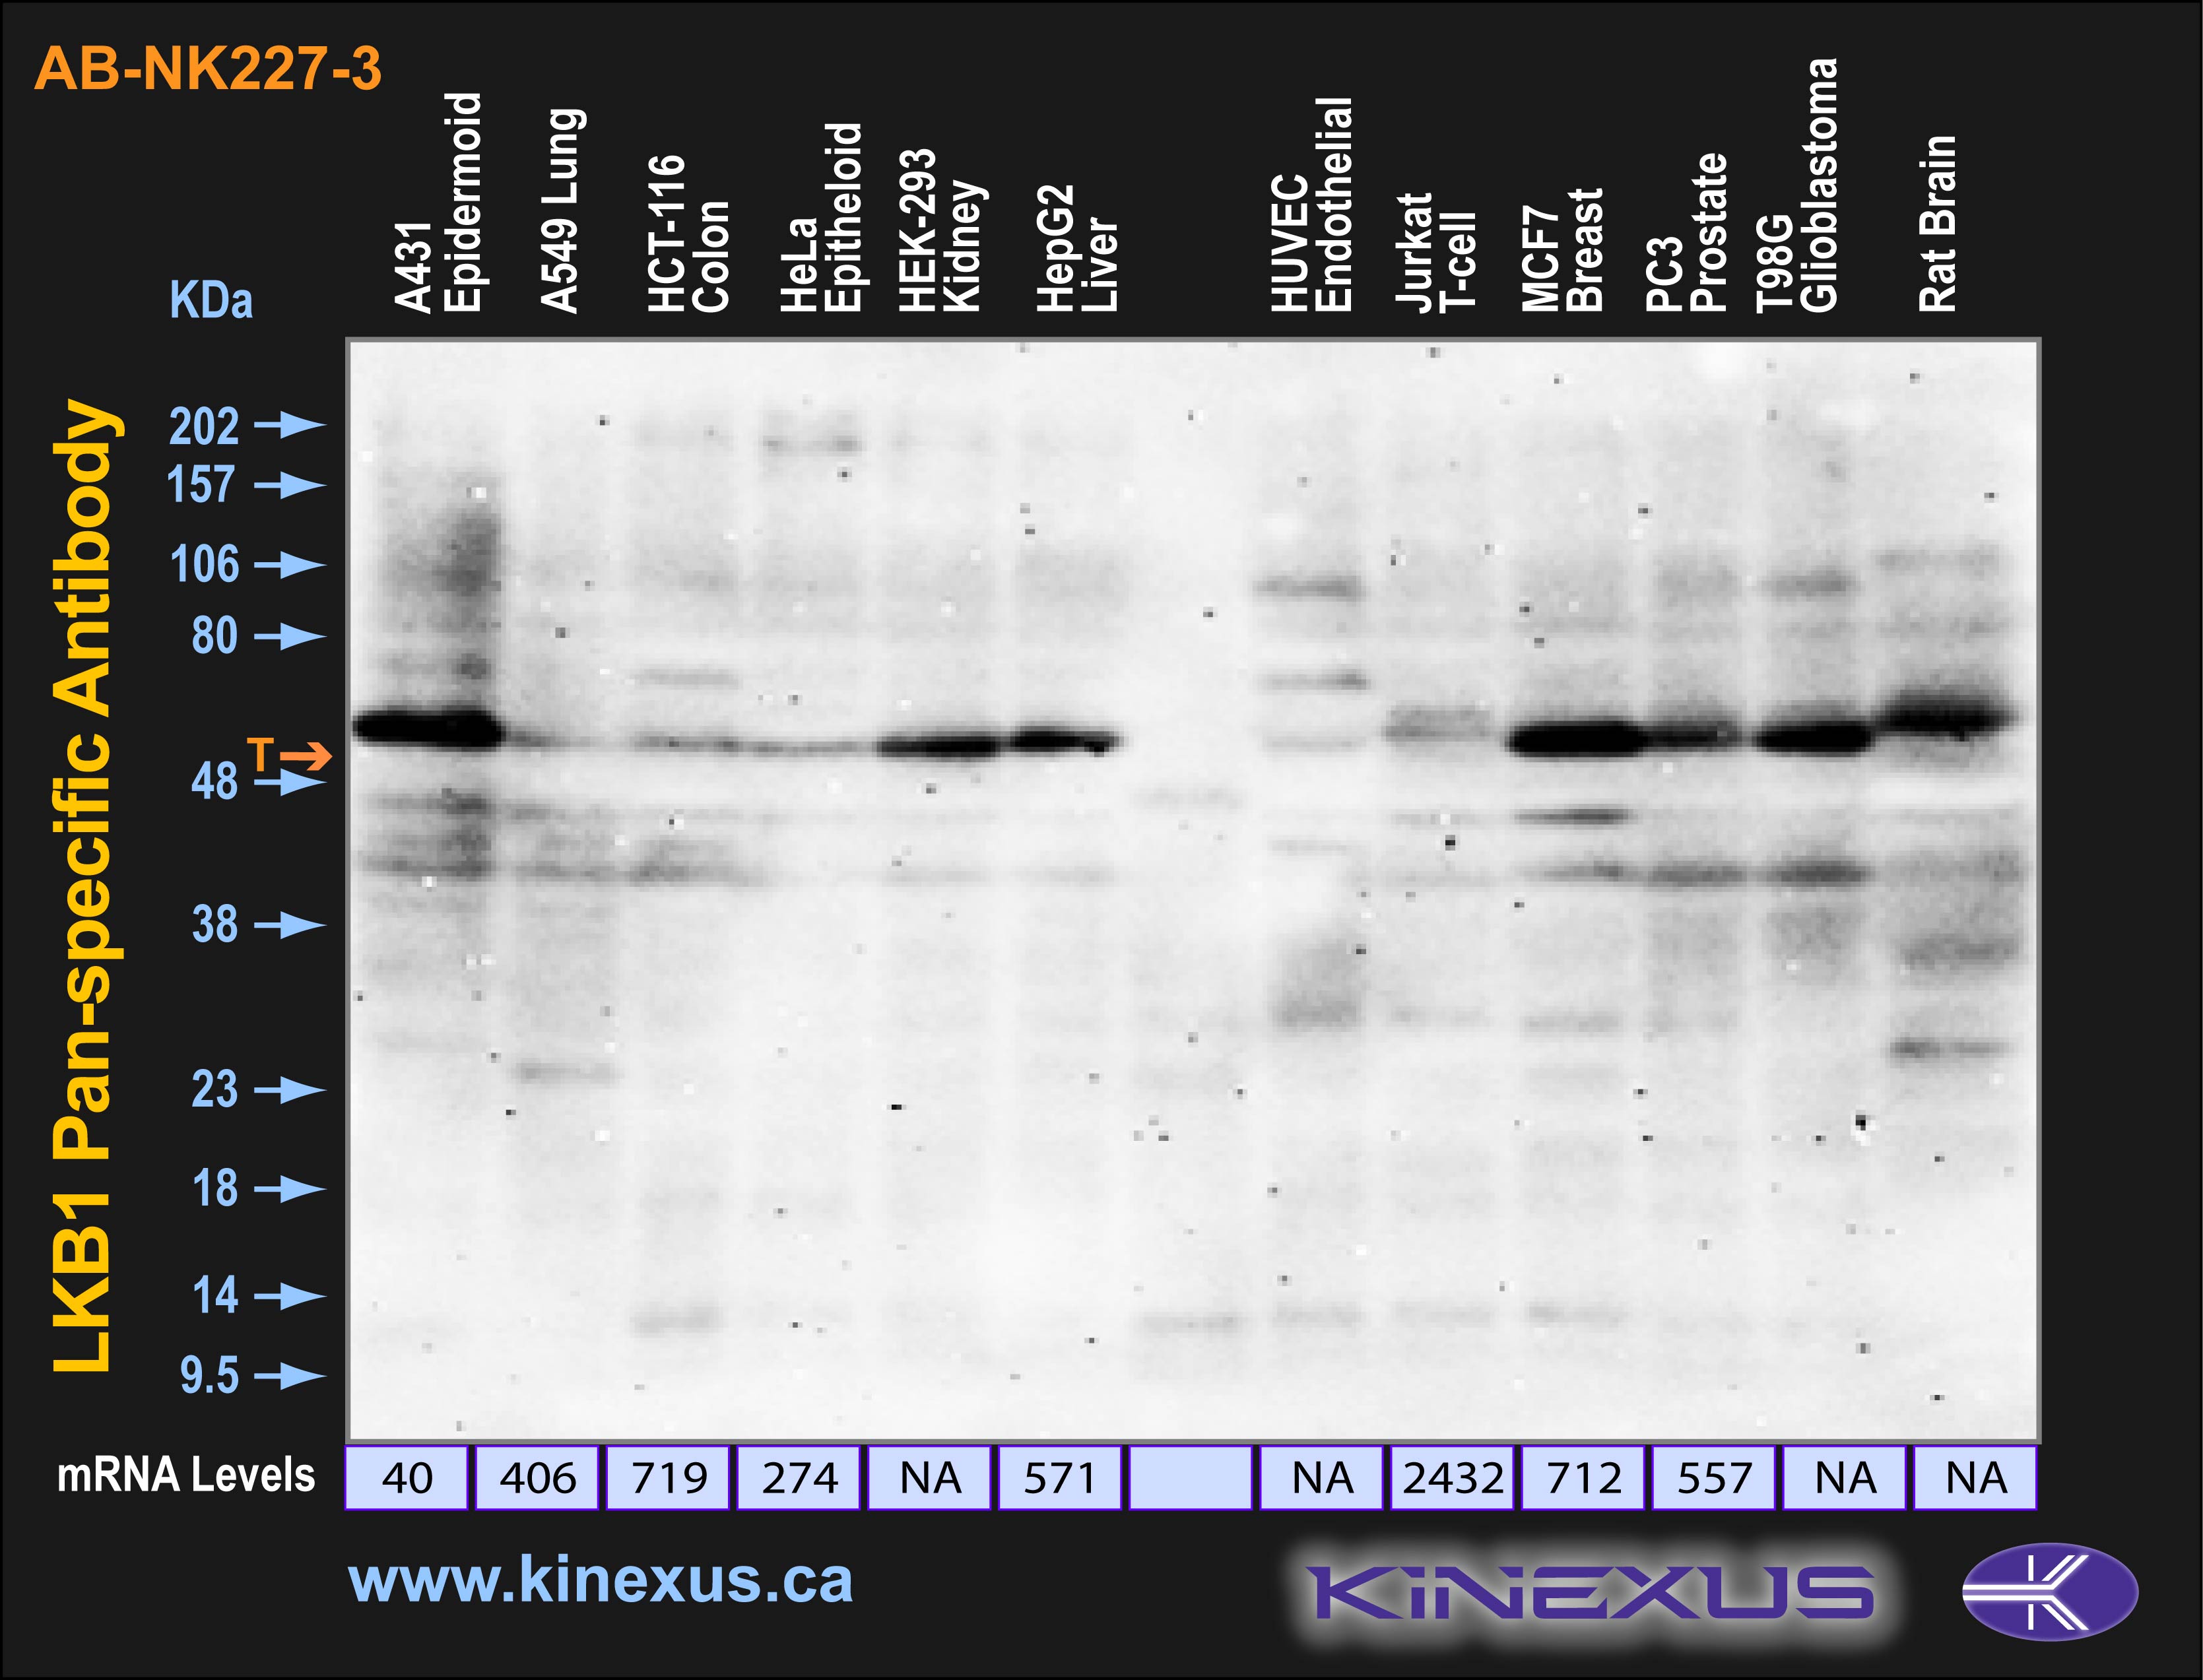 AB-NK227-3
A431
Epidermoid
A549 Lung
HCT-116
Colon
HeLa
Epitheloid
HEK-293
Kidney
HepG2
Liver
HUVEC
Endothelial
Jurkat
T-cell
MCF7
Breast
PC3
Prostate
T98G
Glioblastoma
Rat Brain
KDa
LKB1 Pan-specific Antibody
202
157
106
80
T
48
38
23
18
14
9.5
mRNA Levels 40 406 719 274 NA 571 NA 2432 712 557 NA NA
www.kinexus.ca
KiNEXUS
K